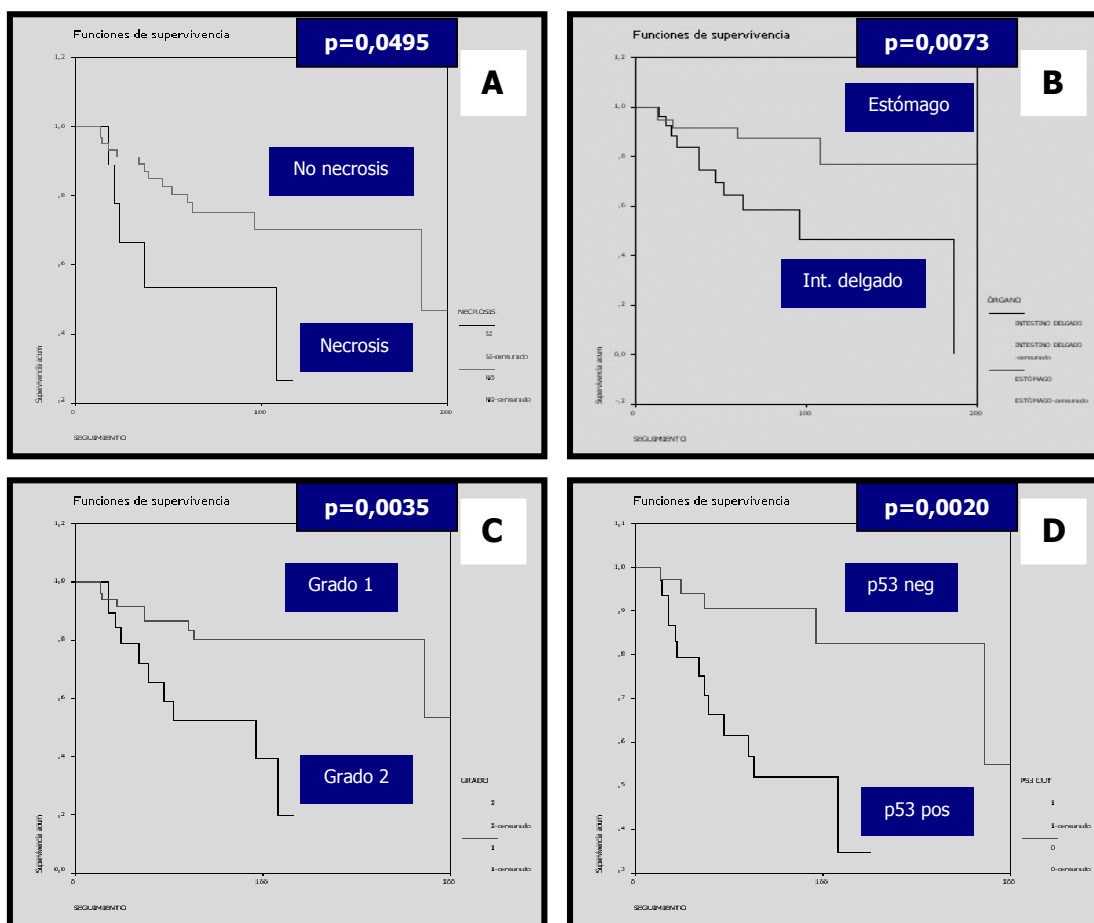 Funciones de supervivencia
p=0,0495
A
1,2
1,0
,8
,6
,4
,2
No necrosis
Necrosis
NECROSIS
Sí-censurado
NO
NO-censurado
Supervivencia acum
0
100
200
SEGUIMIENTO
Funciones de supervivencia
p=0,0073
B
1,2
1,0
,8
,6
,4
,2
0,0
-,2
Estómago
Int. delgado
ÓRGANO
INTESTINO DELGADO
INTESTINO DELGADO
-censurado
ESTÓMAGO
ESTÓMAGO-censurado
Supervivencia acum
0
100
200
SEGUIMIENTO
Funciones de supervivencia
p=0,0035
C
1,2
1,0
,8
,6
,4
,2
0,0
Grado 1
Grado 2
GRADO
2
2-censurado
1
1-censurado
Supervivencia acum
0
100
200
SEGUIMIENTO
Funciones de supervivencia
p=0,0020
D
1,1
1,0
,9
,8
,7
,6
,5
,4
,3
p53 neg
p53 pos
P53 CUT
1
1-censurado
0
0-censurado
Supervivencia acum
0
100
200
SEGUIMIENTO